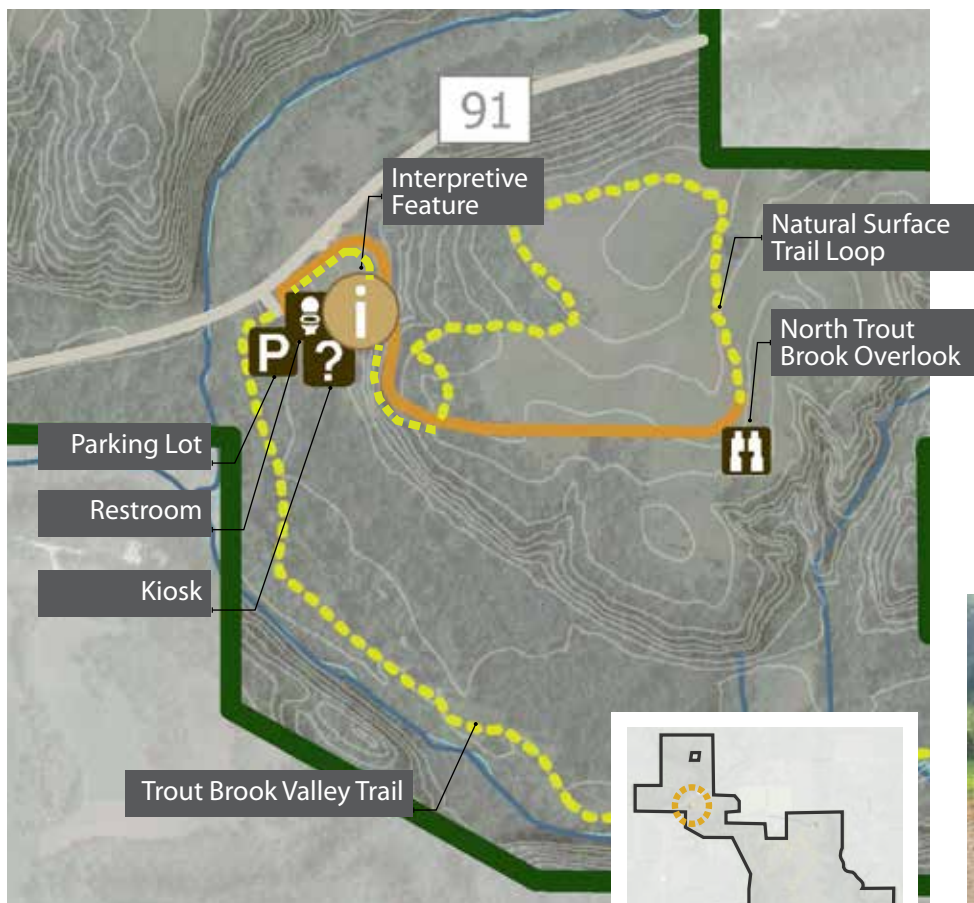 91
Interpretive
Feature
Natural Surface
Trail Loop
North Trout
Brook Overlook
i
P
?
Parking Lot
Restroom
Kiosk
Trout Brook Valley Trail